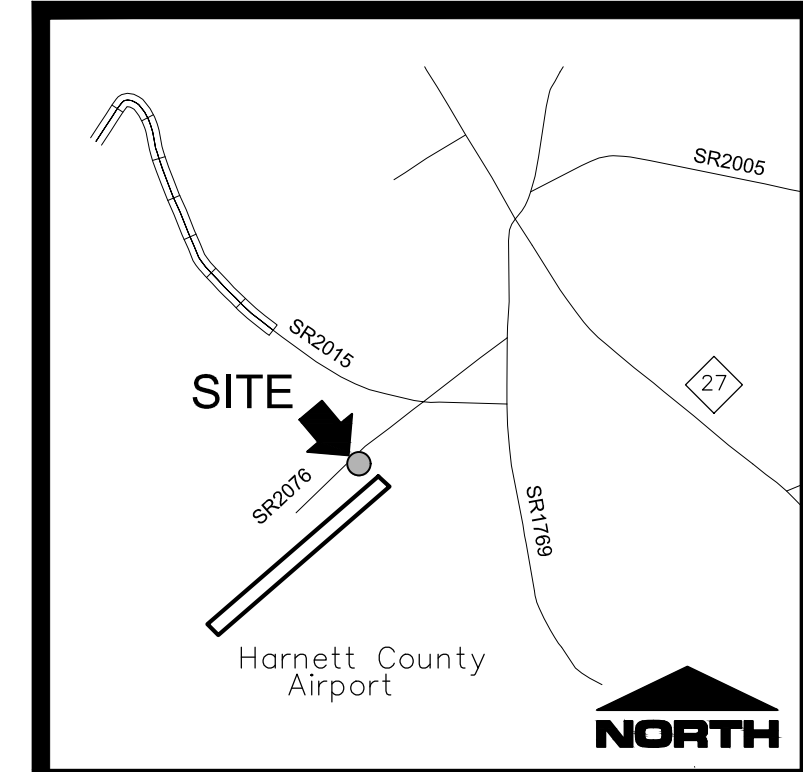 SR2005
SR2015
27
SITE
SR2076
SR1769
Harnett County
Airport
NORTH